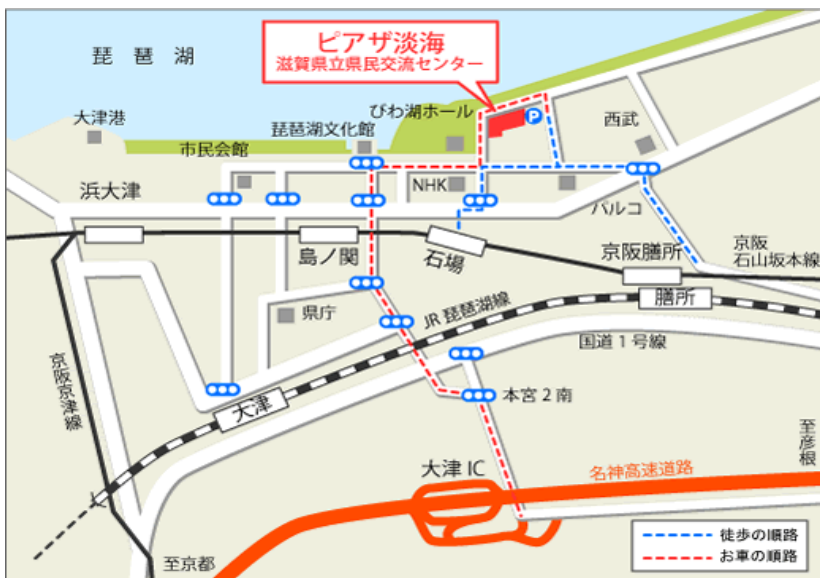 琵琶湖
ピアザ淡海
滋賀県立県民交流センター
大津港
琵琶湖文化館
びわ湖ホール
P
西武
市民会館
浜大津
NHK
パルコ
島ノ関
石場
京阪膳所
京阪
石山坂本線
膳所
県庁
JR琵琶湖線
国道1号線
京阪京津線
大津
本宮2南
大津IC
名神高速道路
至彦根
至京都
徒歩の順路
お車の順路